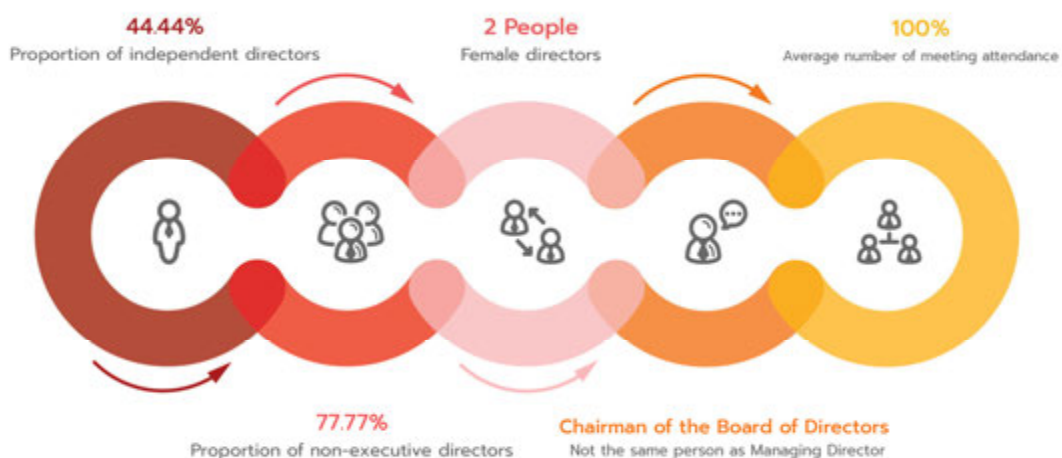 44.44%
Proportion of independent directors
2 People
Female directors
100%
Average number of meeting attendance
77.77%
Proportion of non-executive directors
Chairman of the Board of Directors
Not the same person as Managing Director